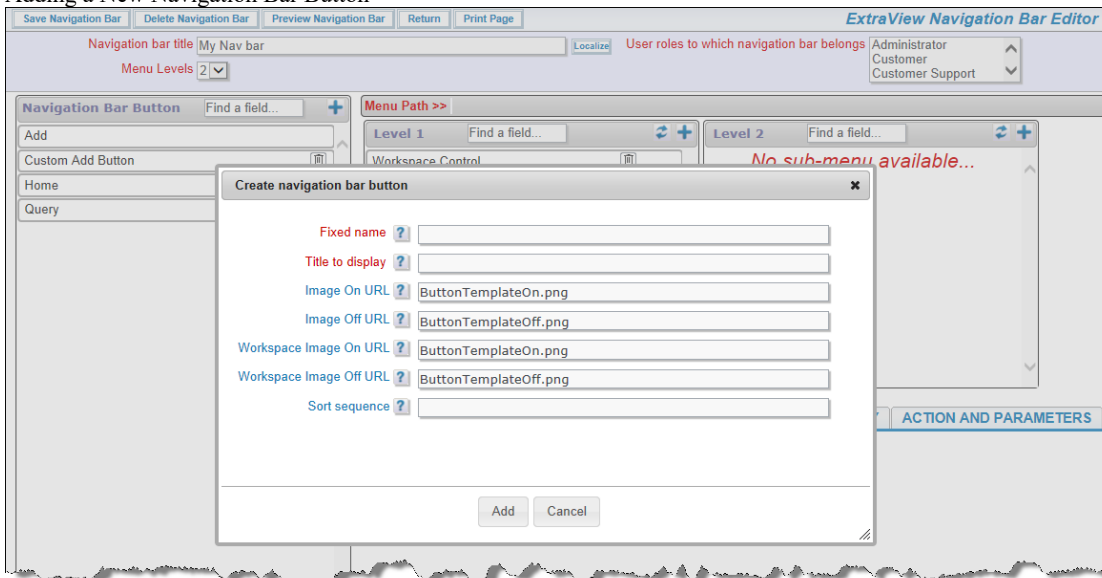 Adding a New Navigation Bar Button
Save Navigation Bar Delete Navigation Bar Preview Navigation Bar Return Print Page ExtraView Navigation Bar Editor
Navigation bar title My Nav bar Localize User roles to which navigation bar belongs Administrator
Customer
Customer Support
Menu Levels 2
Navigation Bar Button Find a field... Menu Path >>
Level 1 Find a field... Level 2 Find a field...
Add
Custom Add Button Workspace Control No sub-menu available...
Home
Query
Create navigation bar button
Fixed name ?
Title to display ?
Image On URL ? ButtonTemplateOn.png
Image Off URL ? ButtonTemplateOff.png
Workspace Image On URL ? ButtonTemplateOn.png
Workspace Image Off URL ? ButtonTemplateOff.png
Sort sequence ?
ACTION AND PARAMETERS
Add Cancel